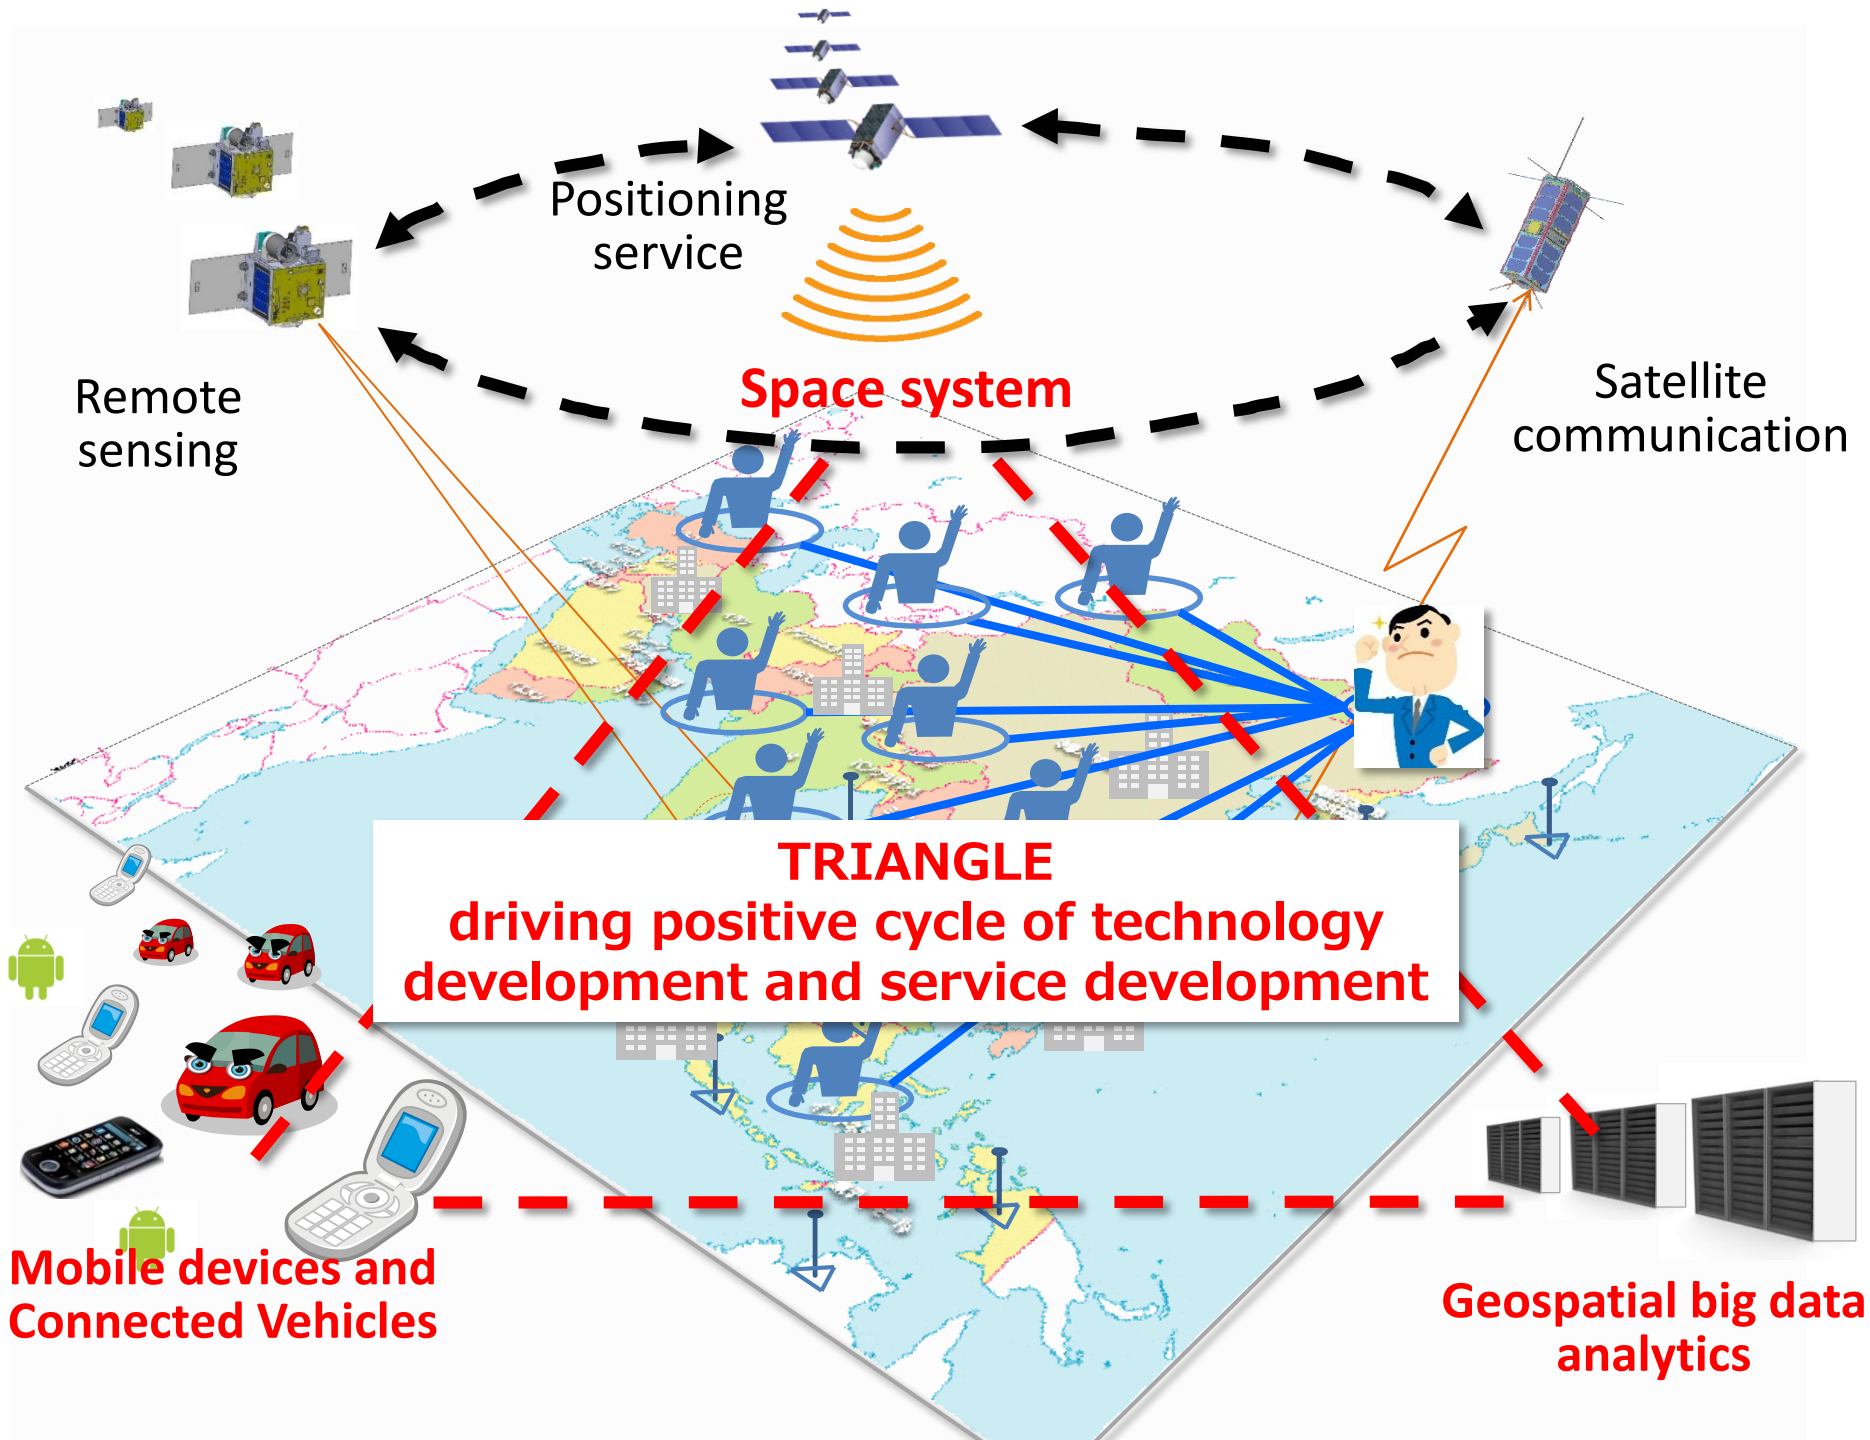 Positioning
service
Space system
Remote
sensing
Satellite
communication
TRIANGLE
driving positive cycle of technology
development and service development
Mobile devices and
Connected Vehicles
Geospatial big data
analytics